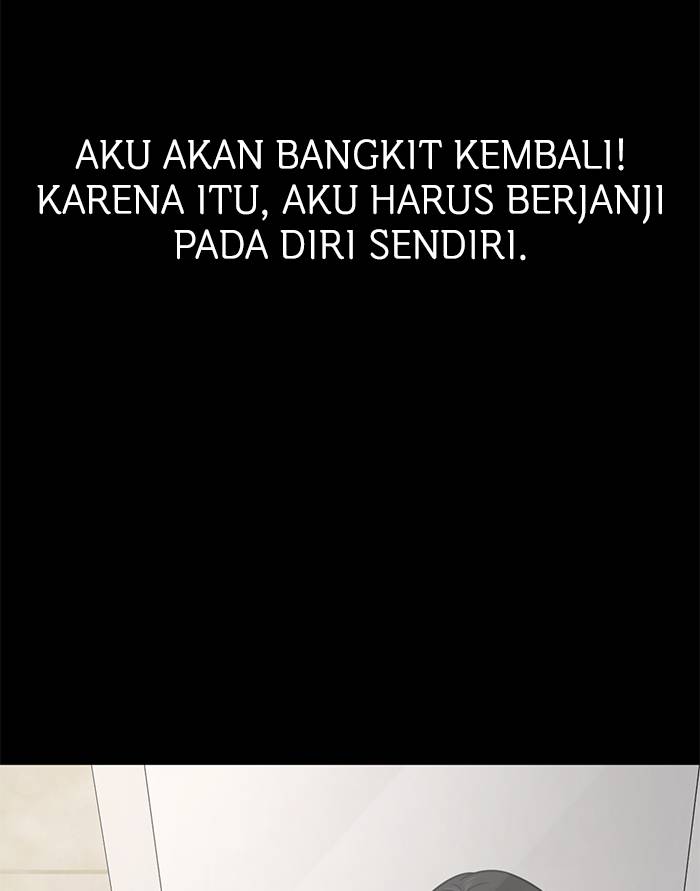 AKU AKAN BANGKIT KEMBALI!
KARENA ITU, AKU HARUS BERJANJI
PADA DIRI SENDIRI.